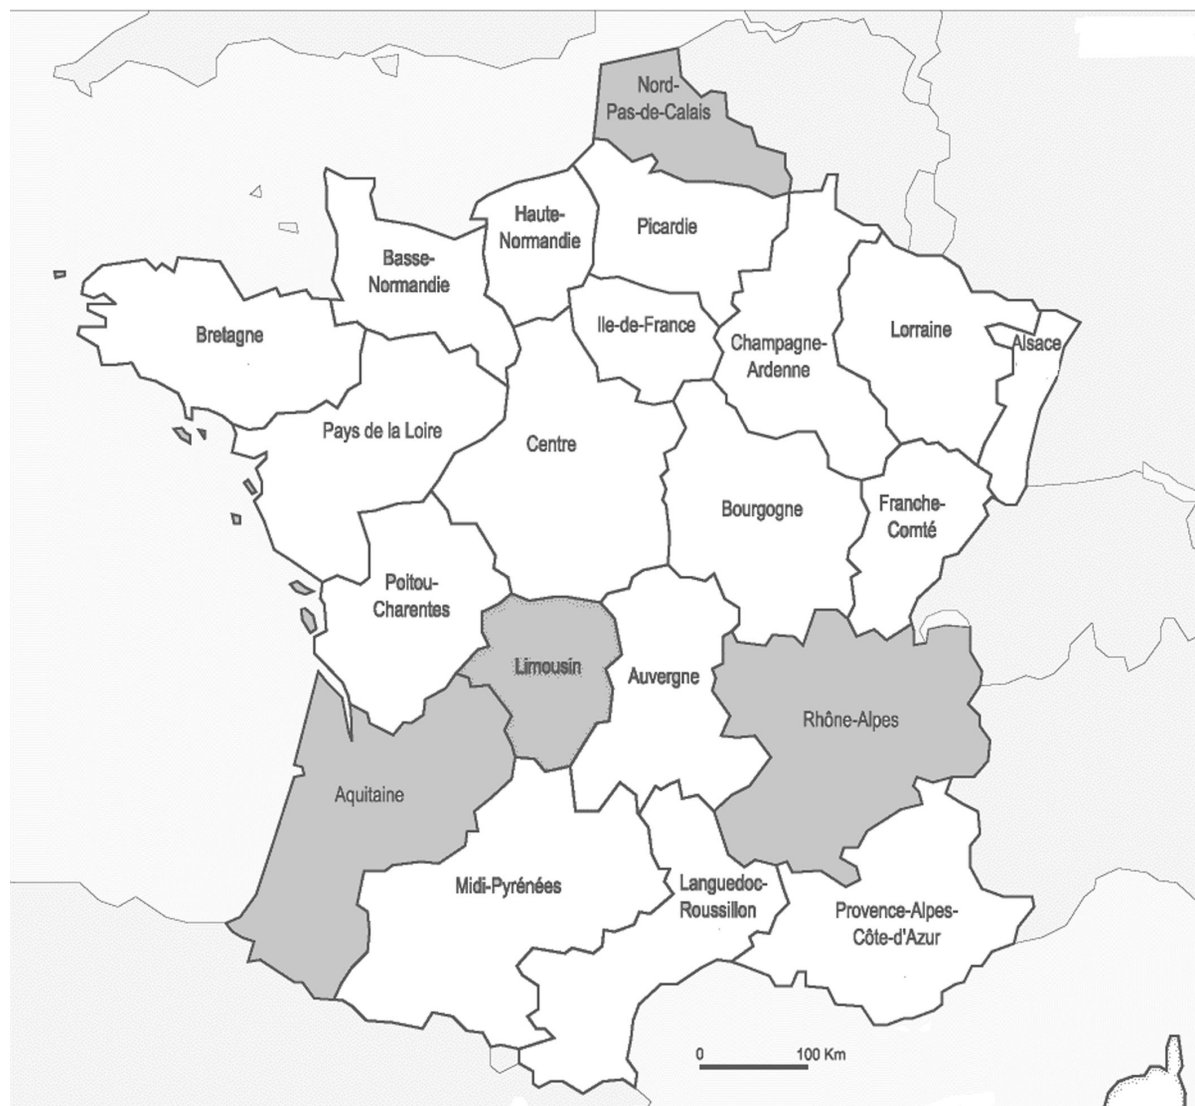 Nord-
Pas-de-Calais
Haute-
Normandie
Picardie
Basse-
Normandie
Bretagne
Ile-de-France
Champagne-
Ardenne
Lorraine
Alsace
Pays de la Loire
Centre
Bourgogne
Franche-
Comté
Poitou-
Charentes
Limousin
Auvergne
Rhône-Alpes
Aquitaine
Midi-Pyrénées
Languedoc-
Roussillon
Provence-Alpes-
Côte-d'Azur
0 100 Km